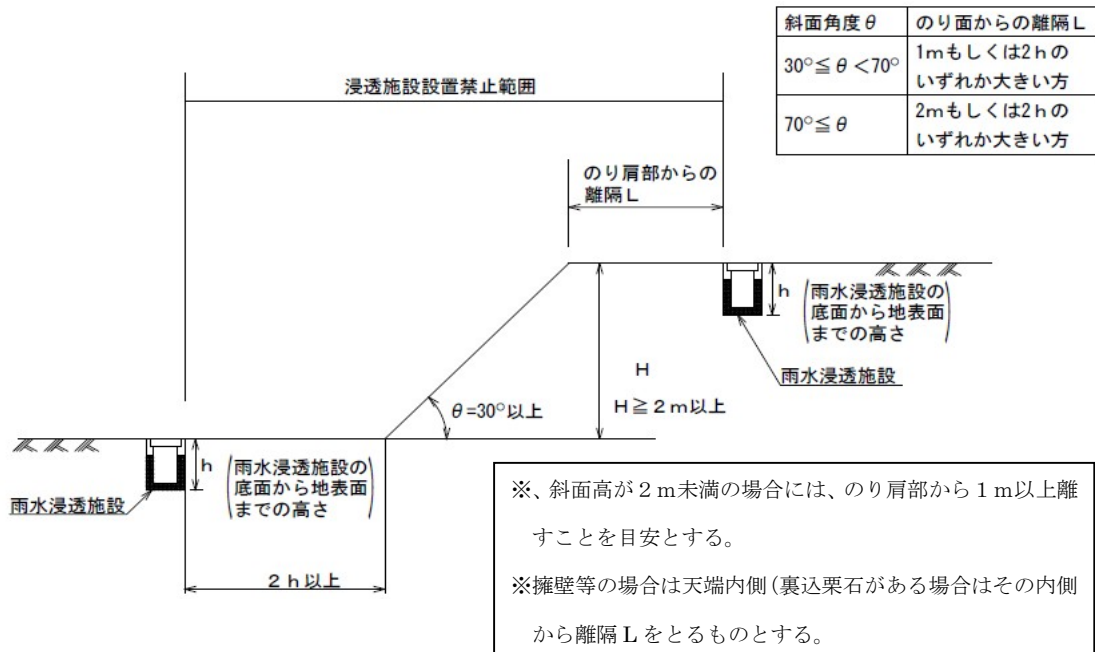 斜面角度θ
のり面からの離隔L
30°≦θ<70°
1mもしくは2hの
いずれか大きい方
70°≦θ
2mもしくは2hの
いずれか大きい方
浸透施設設置禁止範囲
のり肩部からの
離隔L
h
雨水浸透施設の
底面から地表面
までの高さ
雨水浸透施設
H
H≧2m以上
θ=30°以上
h
雨水浸透施設の
底面から地表面
までの高さ
雨水浸透施設
2h以上
※、斜面高が2m未満の場合には、のり肩部から1m以上離
すことを目安とする。
※擁壁等の場合は天端内側(裏込栗石がある場合はその内側
から離隔Lをとるものとする。